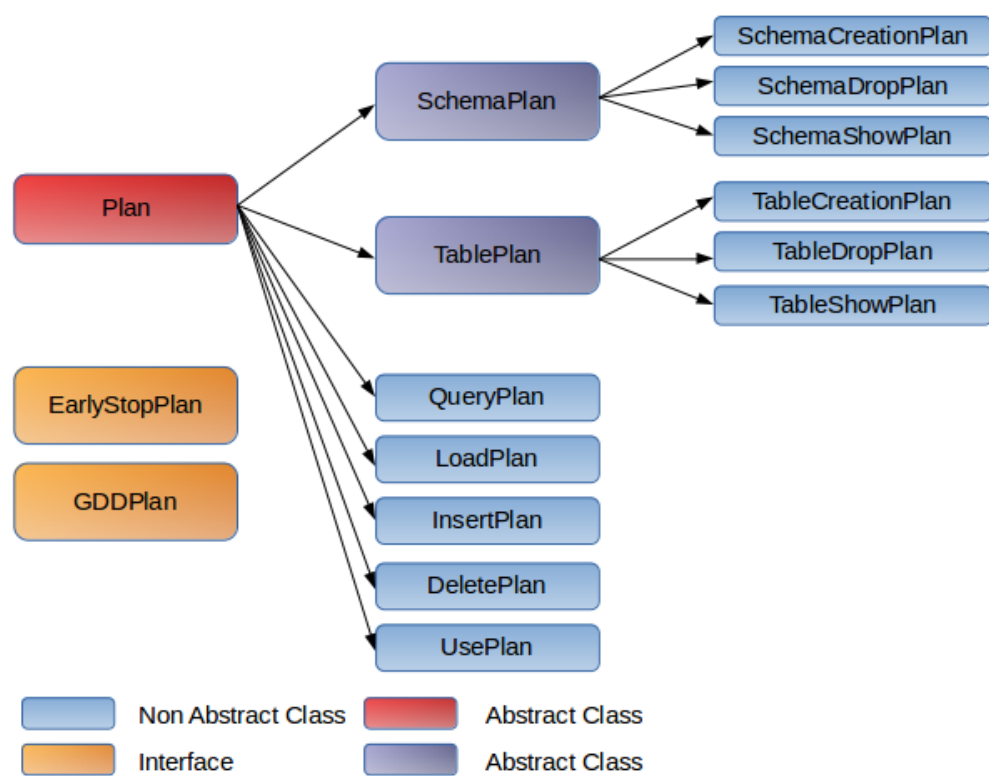 SchemaCreationPlan
SchemaPlan
SchemaDropPlan
SchemaShowPlan
Plan
TableCreationPlan
TablePlan
TableDropPlan
TableShowPlan
EarlyStopPlan
QueryPlan
GDDPlan
LoadPlan
InsertPlan
DeletePlan
UsePlan
Non Abstract Class
Abstract Class
Interface
Abstract Class